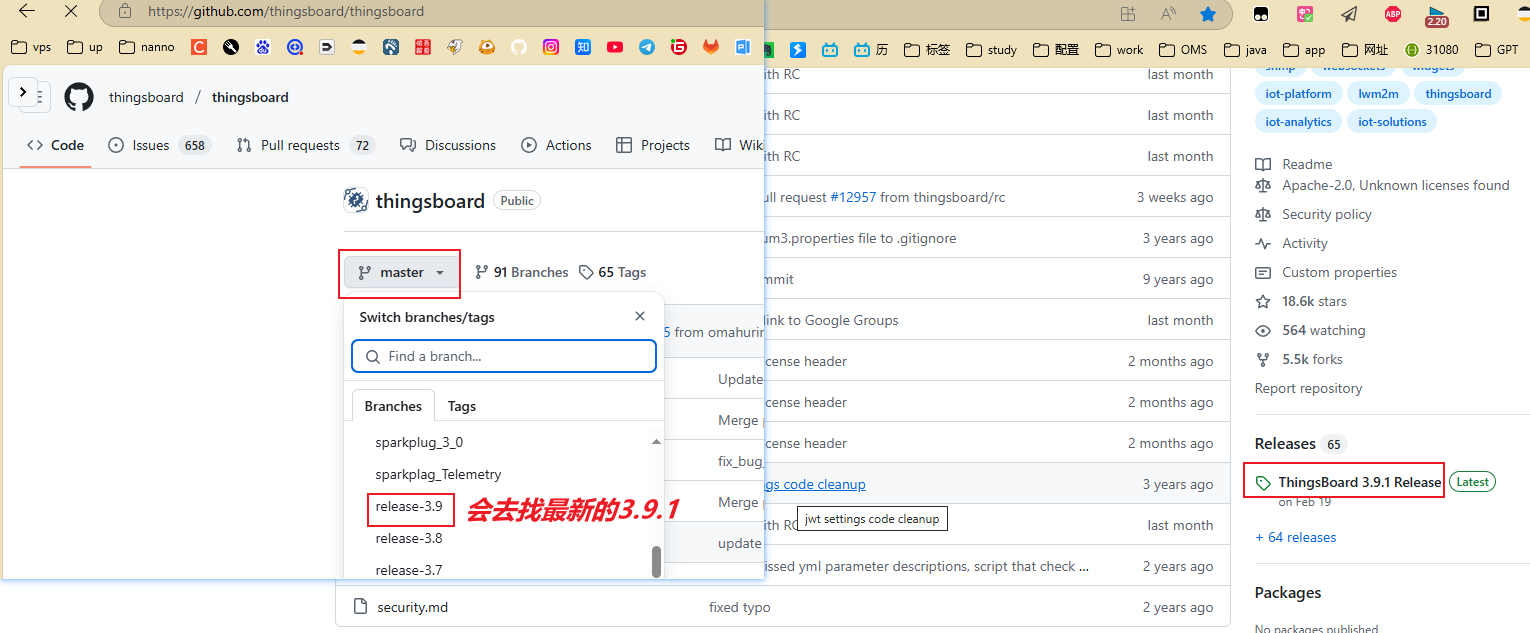 https://github.com/thingsboard/thingsboard
2.20
vps
up
nanno
历
标签
study
配置
work
OMS
java
app
网址
31080
GPT
thingsboard / thingsboard
Code
Issues 658
Pull requests 72
Discussions
Actions
Projects
Wik
thingsboard Public
master
91 Branches
65 Tags
Switch branches/tags
Find a branch...
Branches
Tags
sparkplug_3_0
sparkplag_Telemetry
release-3.9
会去找最新的3.9.1
release-3.8
release-3.7
5 from omahurin
Update
Merge
fix_bug_
Merge
update
ith RC last month
ith RC last month
ith RC last month
ull request #12957 from thingsboard/rc 3 weeks ago
um3.properties file to .gitignore 3 years ago
mmit 9 years ago
link to Google Groups last month
cense header 2 months ago
cense header 2 months ago
cense header 2 months ago
gs code cleanup 3 years ago
jwt settings code cleanup
ith RC last month
issed yml parameter descriptions, script that check ... 2 years ago
security.md fixed typo 2 years ago
snmp websockets widgets
iot-platform lwm2m thingsboard
iot-analytics iot-solutions
Readme
Apache-2.0, Unknown licenses found
Security policy
Activity
Custom properties
18.6k stars
564 watching
5.5k forks
Report repository
Releases 65
ThingsBoard 3.9.1 Release Latest
on Feb 19
+ 64 releases
Packages
No packages published